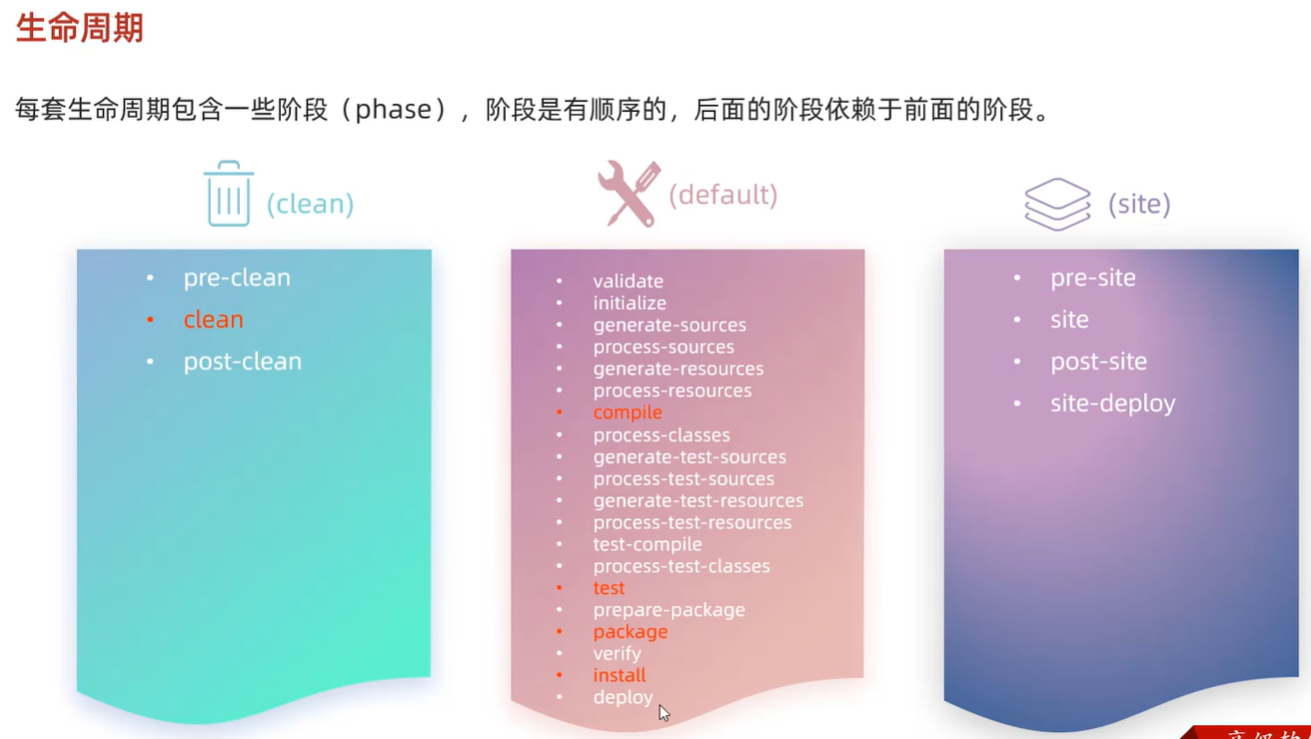 生命周期
每套生命周期包含一些阶段（phase），阶段是有顺序的，后面的阶段依赖于前面的阶段。
(clean)
• pre-clean
• clean
• post-clean
(default)
• validate
• initialize
• generate-sources
• process-sources
• generate-resources
• process-resources
• compile
• process-classes
• generate-test-sources
• process-test-sources
• generate-test-resources
• process-test-resources
• test-compile
• process-test-classes
• test
• prepare-package
• package
• verify
• install
• deploy
(site)
• pre-site
• site
• post-site
• site-deploy